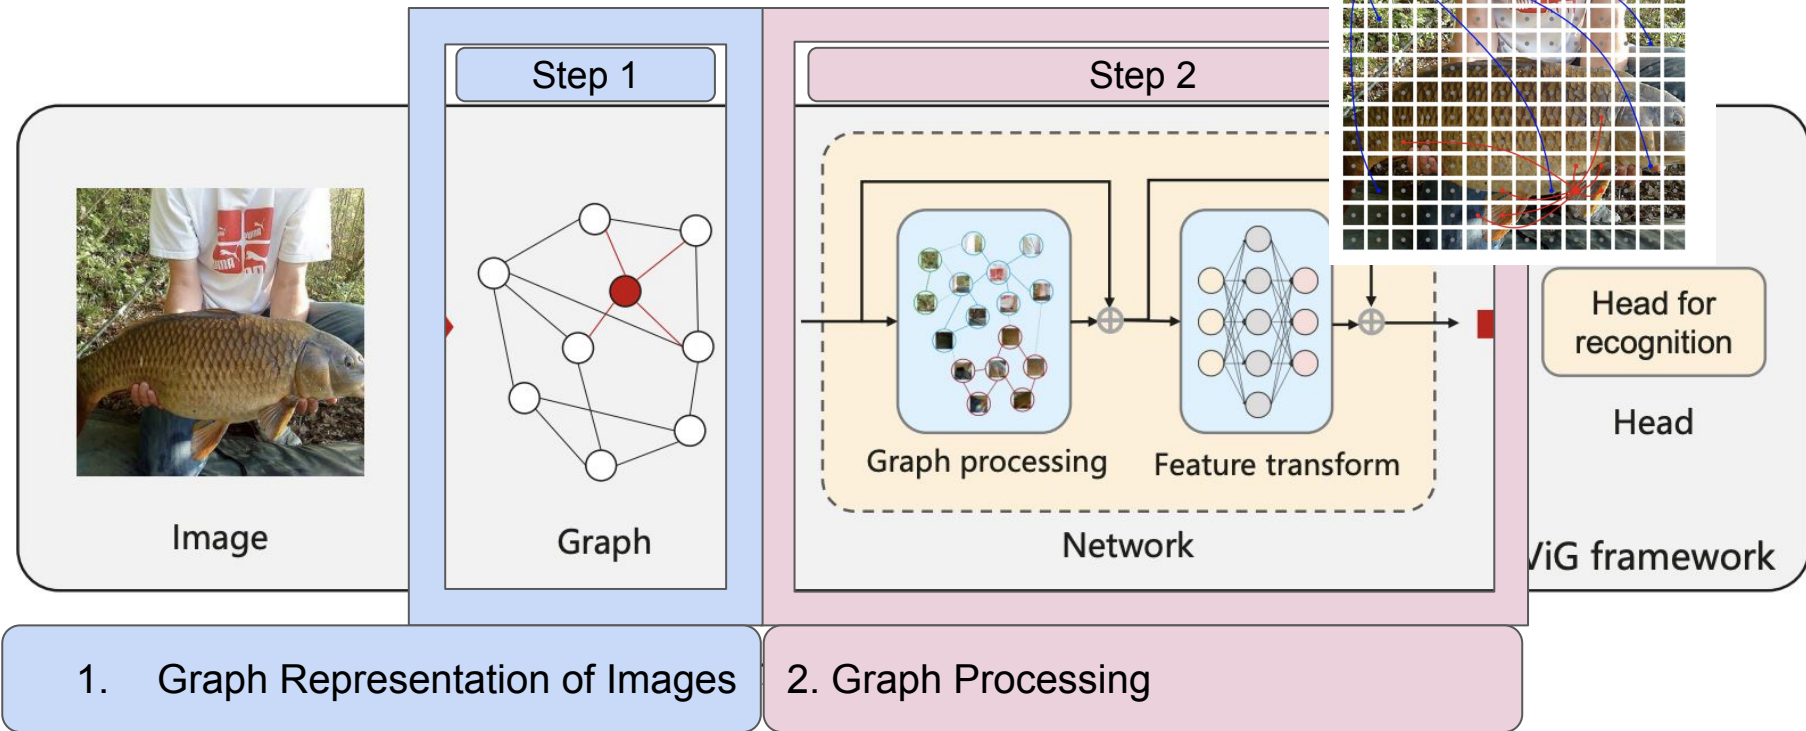 Step 1
Step 2
Head for
recognition
Graph processing
Feature transform
Head
Image
Graph
Network
ViG framework
1. Graph Representation of Images
2. Graph Processing